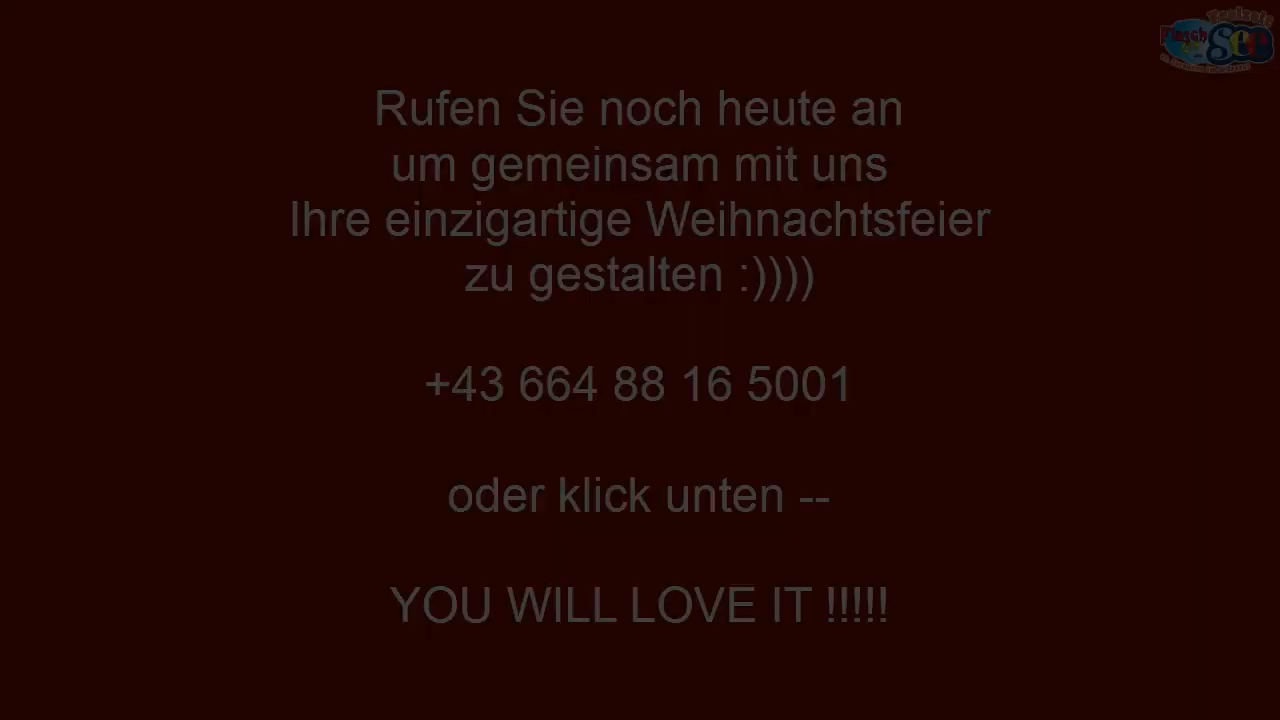 Rufen Sie noch heute an
um gemeinsam mit uns
Ihre einzigartige Weihnachtsfeier
zu gestalten :))))
+43 664 88 16 5001
oder klick unten --
YOU WILL LOVE IT !!!!!